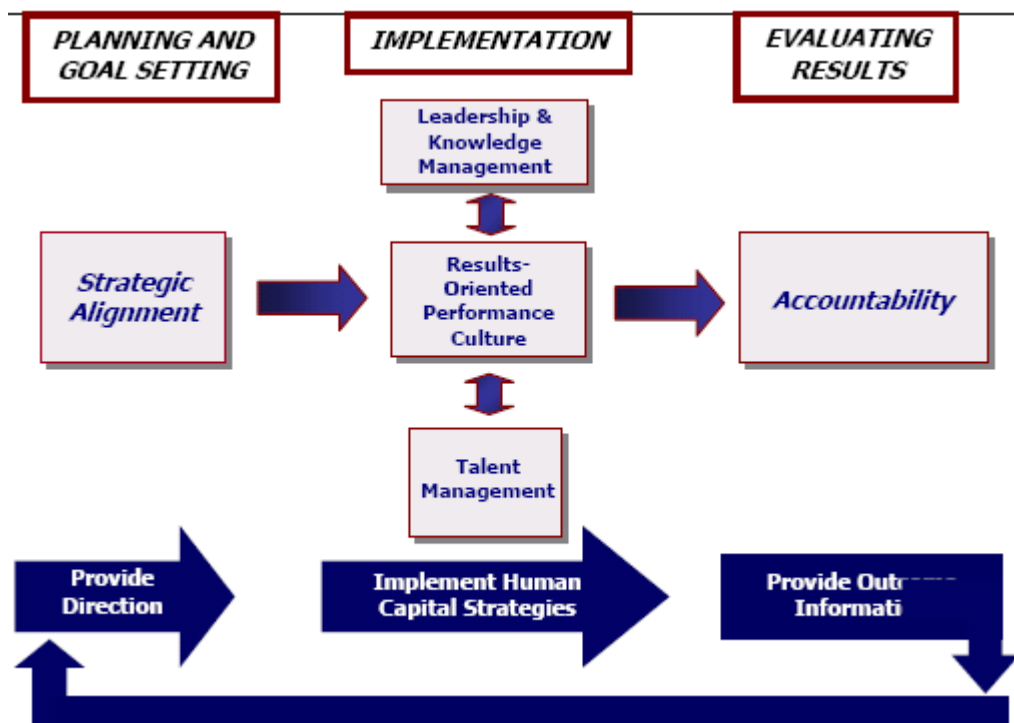 PLANNING AND
GOAL SETTING
IMPLEMENTATION
EVALUATING
RESULTS
Leadership &
Knowledge
Management
Strategic
Alignment
Results-
Oriented
Performance
Culture
Accountability
Talent
Management
Provide
Direction
Implement Human
Capital Strategies
Provide